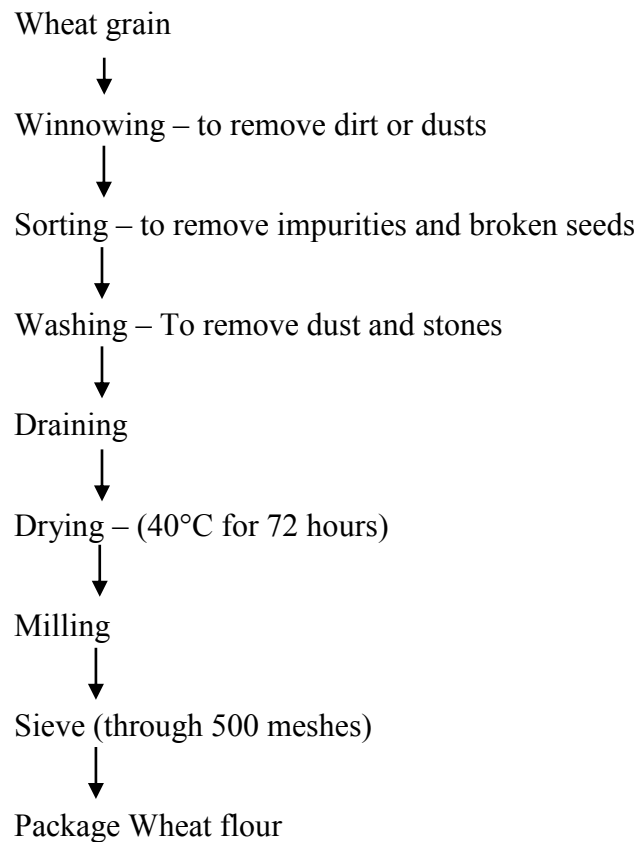 Wheat grain
Winnowing – to remove dirt or dusts
Sorting – to remove impurities and broken seeds
Washing – To remove dust and stones
Draining
Drying – (40°C for 72 hours)
Milling
Sieve (through 500 meshes)
Package Wheat flour